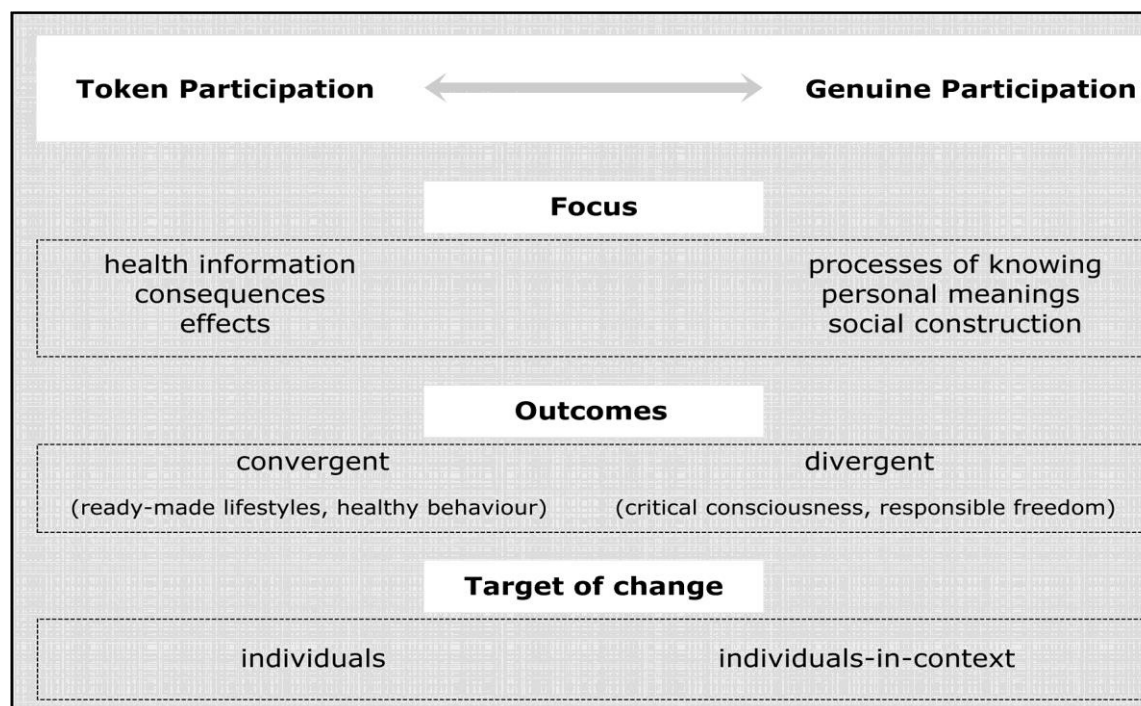 Token Participation Genuine Participation
Focus
health information processes of knowing
consequences personal meanings
effects social construction
Outcomes
convergent divergent
(ready-made lifestyles, healthy behaviour) (critical consciousness, responsible freedom)
Target of change
individuals individuals-in-context